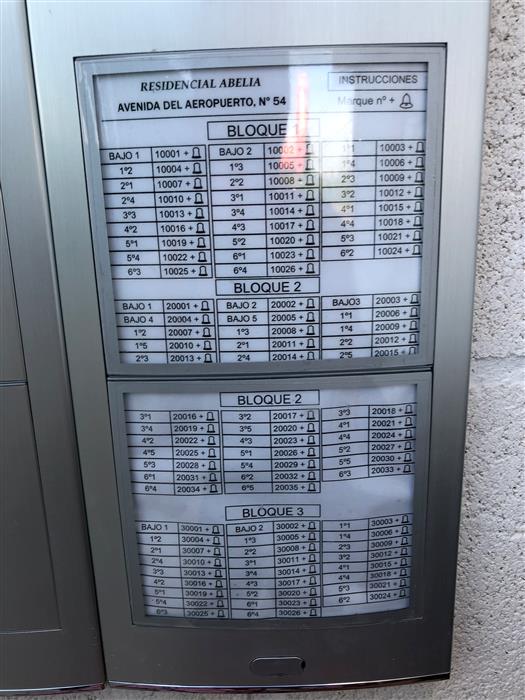 RESIDENCIAL ABELIA INSTRUCCIONES
AVENIDA DEL AEROPUERTO, Nº 54 Marque nº +
BLOQUE 1
BAJO 1 10001 + BAJO 2 10002 + 1º1 10003 +
1º2 10004 + 1º3 10005 + 1º4 10006 +
2º1 10007 + 2º2 10008 + 2º3 10009 +
2º4 10010 + 3º1 10011 + 3º2 10012 +
3º3 10013 + 3º4 10014 + 4º1 10015 +
4º2 10016 + 4º3 10017 + 4º4 10018 +
5º1 10019 + 5º2 10020 + 5º3 10021 +
5º4 10022 + 6º1 10023 + 6º2 10024 +
6º3 10025 + 6º4 10026 +
BLOQUE 2
BAJO 1 20001 + BAJO 2 20002 + BAJO3 20003 +
BAJO 4 20004 + BAJO 5 20005 + 1º1 20006 +
1º2 20007 + 1º3 20008 + 1º4 20009 +
1º5 20010 + 2º1 20011 + 2º2 20012 +
2º3 20013 + 2º4 20014 + 2º5 20015 +
BLOQUE 2
3º1 20016 + 3º2 20017 + 3º3 20018 +
3º4 20019 + 3º5 20020 + 4º1 20021 +
4º2 20022 + 4º3 20023 + 4º4 20024 +
4º5 20025 + 5º1 20026 + 5º2 20027 +
5º3 20028 + 5º4 20029 + 5º5 20030 +
6º1 20031 + 6º2 20032 + 6º3 20033 +
6º4 20034 + 6º5 20035 +
BLOQUE 3
BAJO 1 30001 + BAJO 2 30002 + 1º1 30003 +
1º2 30004 + 1º3 30005 + 1º4 30006 +
2º1 30007 + 2º2 30008 + 2º3 30009 +
2º4 30010 + 3º1 30011 + 3º2 30012 +
3º3 30013 + 3º4 30014 + 4º1 30015 +
4º2 30016 + 4º3 30017 + 4º4 30018 +
5º1 30019 + 5º2 30020 + 5º3 30021 +
5º4 30022 + 6º1 30023 + 6º2 30024 +
6º3 30025 + 6º4 30026 +